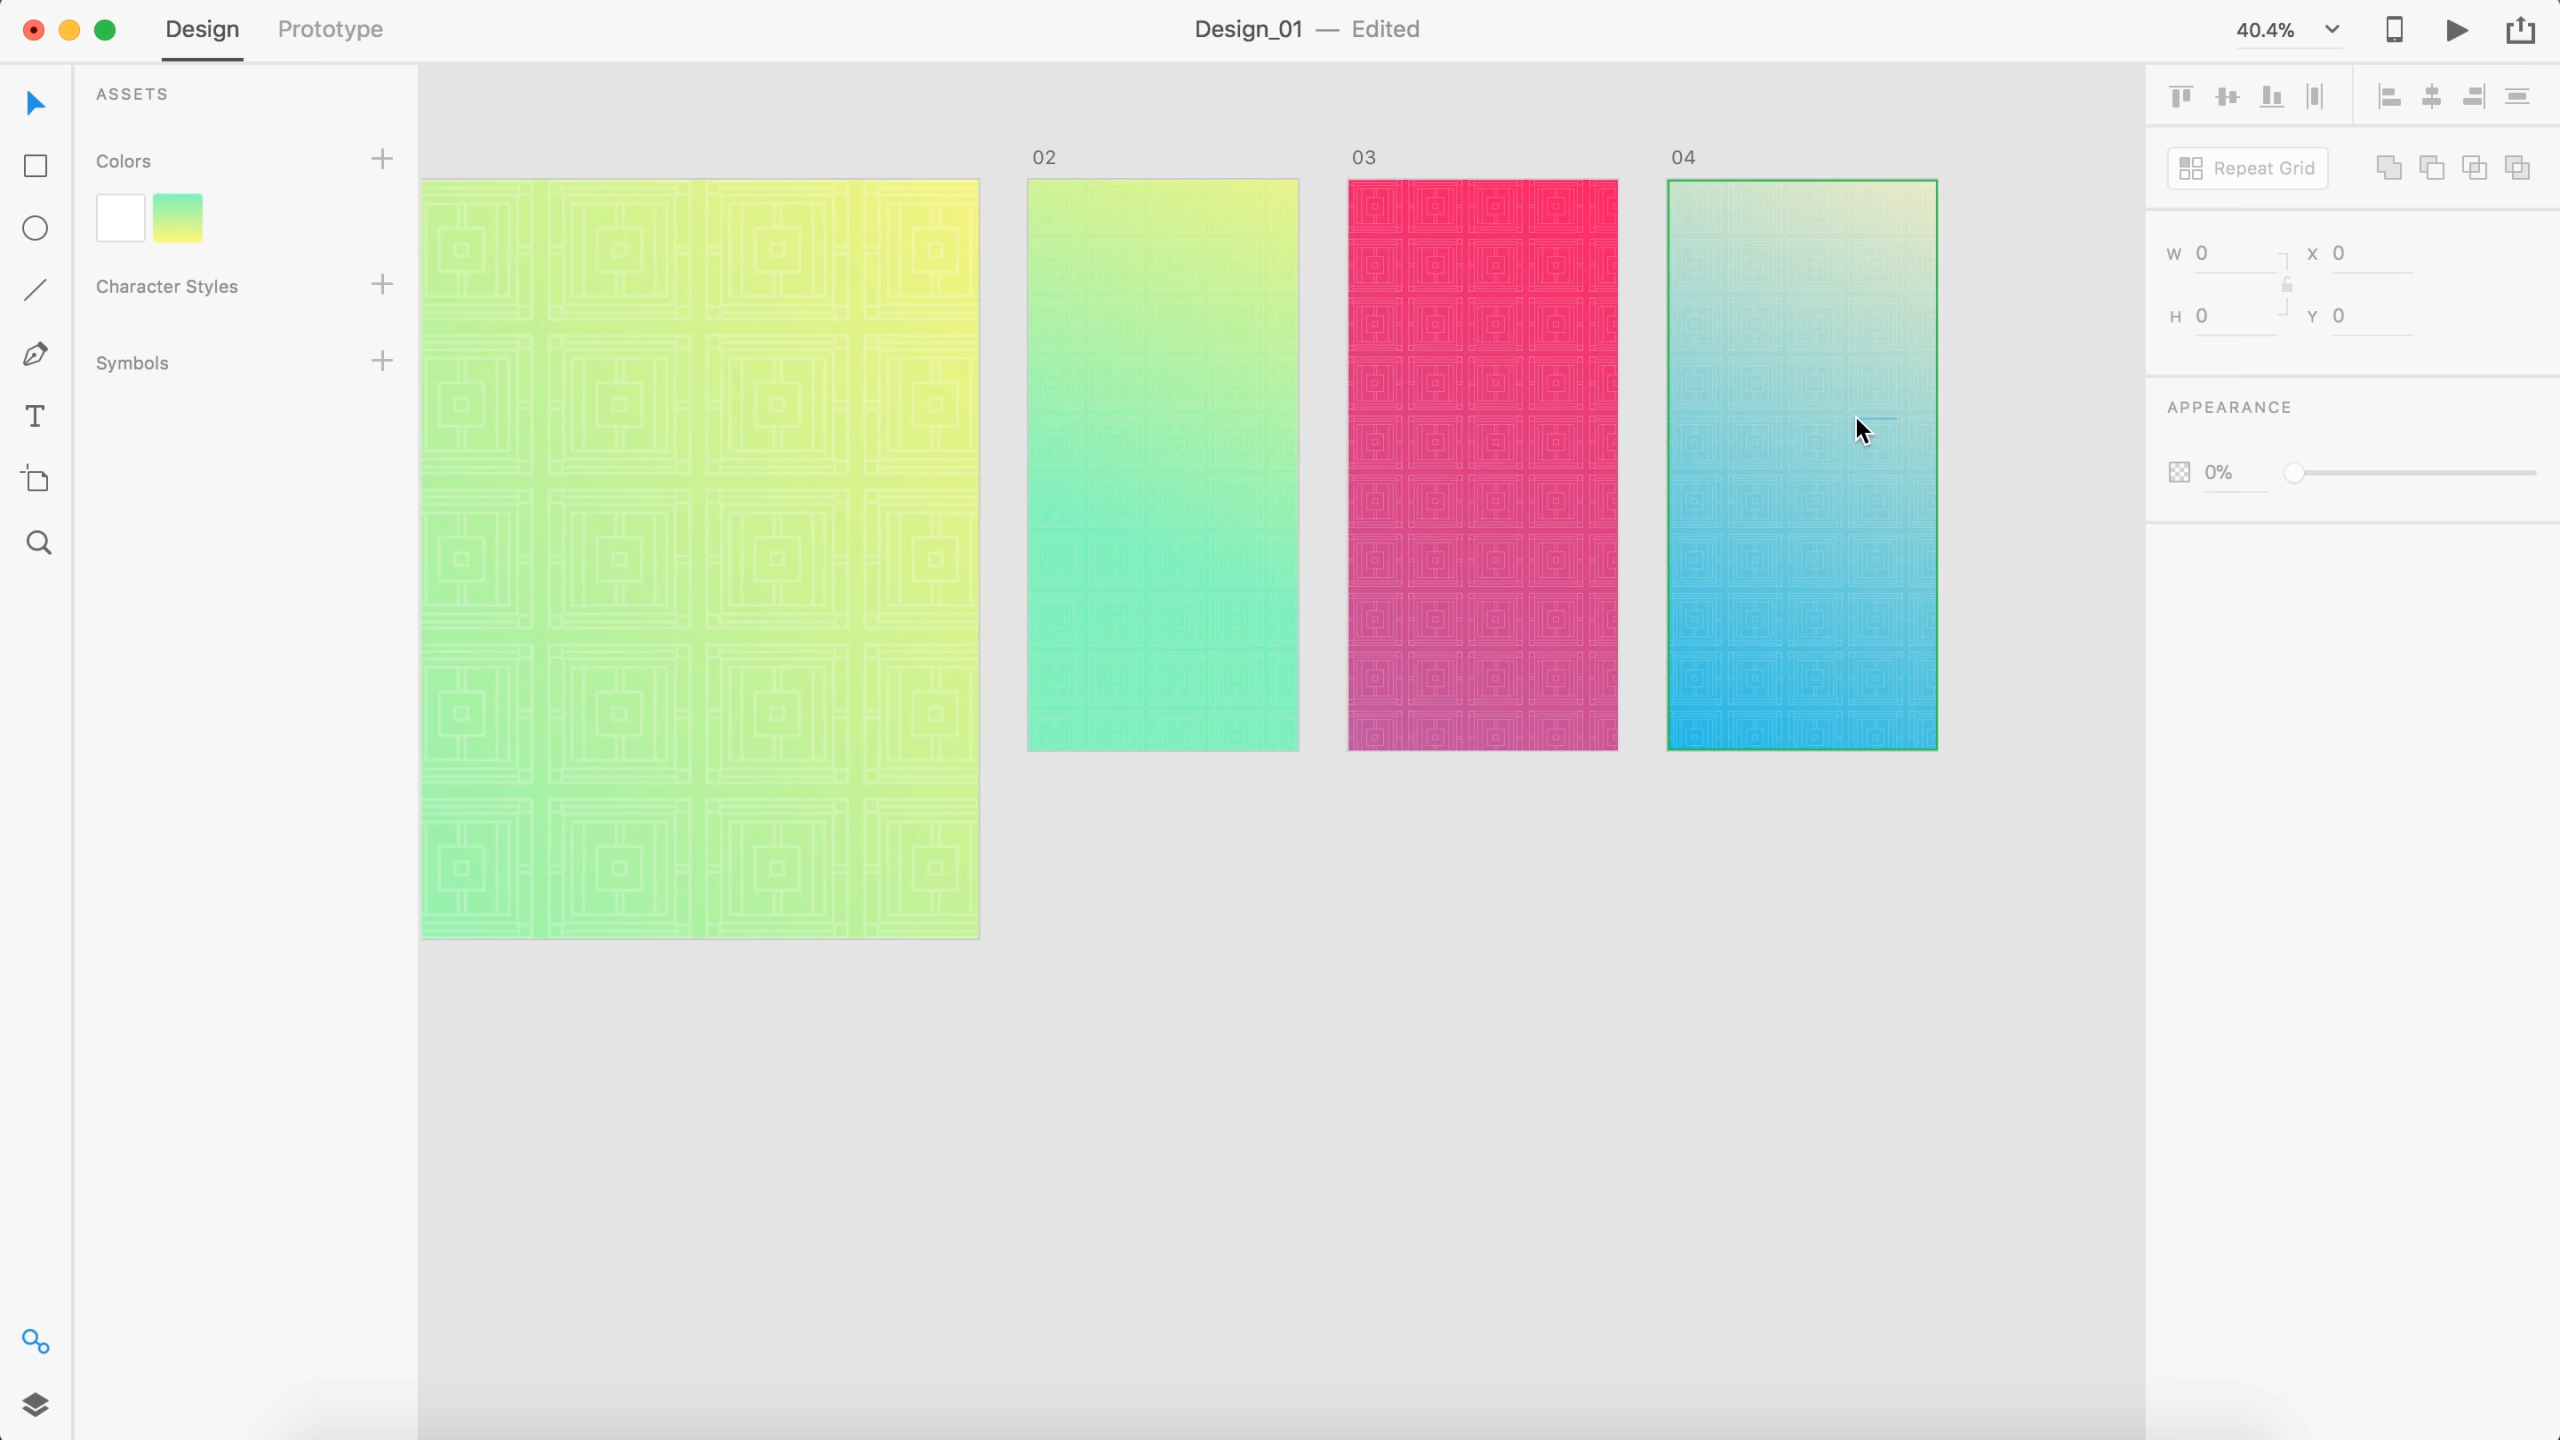 Design Prototype
Design_01 — Edited
40.4%
ASSETS
Colors
Character Styles
Symbols
02
03
04
Repeat Grid
W 0 X 0
H 0 Y 0
APPEARANCE
0%